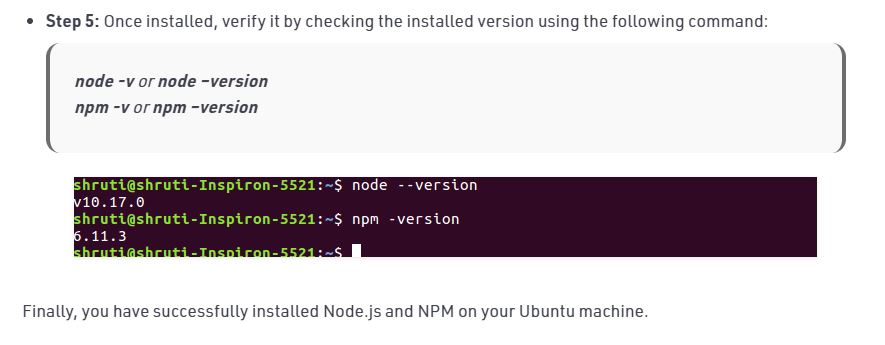 • Step 5: Once installed, verify it by checking the installed version using the following command:
node -v or node –version
npm -v or npm –version
shruti@shruti-Inspiron-5521:~$ node --version
v10.17.0
shruti@shruti-Inspiron-5521:~$ npm -version
6.11.3
shruti@shruti-Inspiron-5521:~$
Finally, you have successfully installed Node.js and NPM on your Ubuntu machine.